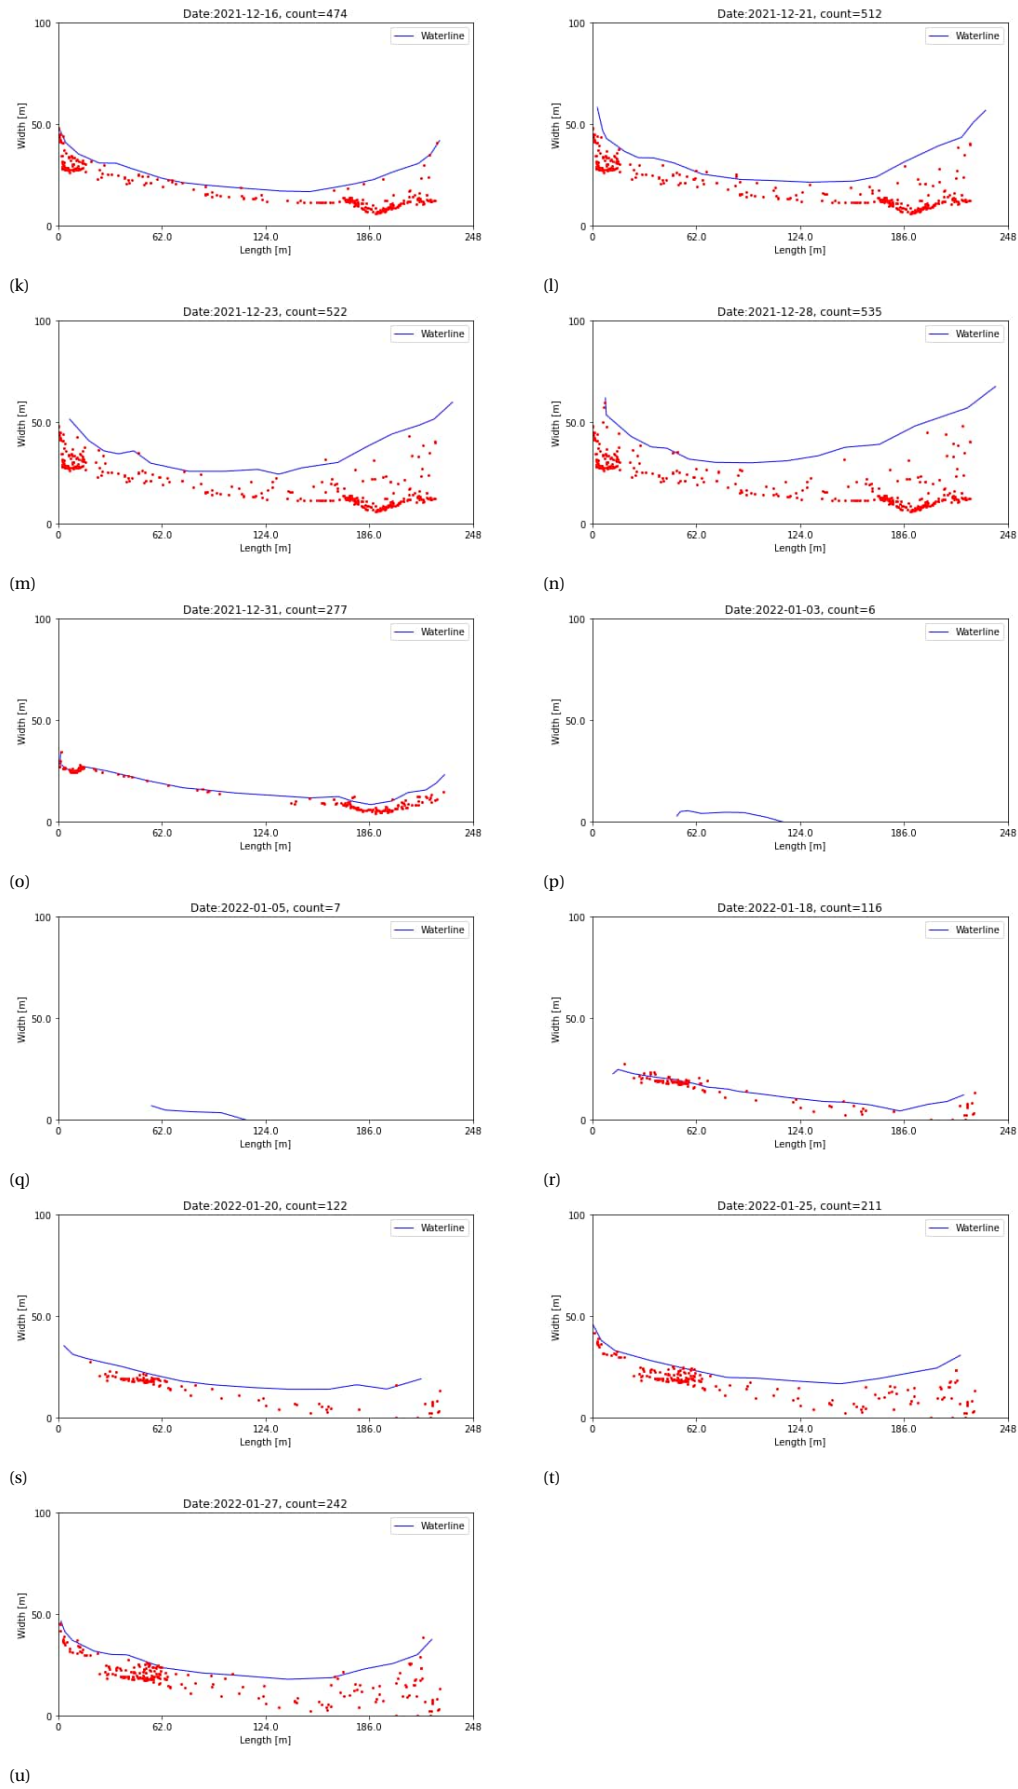 Date:2021-12-16, count=474
Waterline
Width [m]
100
50.0
0
0 62.0 124.0 186.0 248
Length [m]
(k)
Date:2021-12-21, count=512
Waterline
Width [m]
100
50.0
0
0 62.0 124.0 186.0 248
Length [m]
(l)
Date:2021-12-23, count=522
Waterline
Width [m]
100
50.0
0
0 62.0 124.0 186.0 248
Length [m]
(m)
Date:2021-12-28, count=535
Waterline
Width [m]
100
50.0
0
0 62.0 124.0 186.0 248
Length [m]
(n)
Date:2021-12-31, count=277
Waterline
Width [m]
100
50.0
0
0 62.0 124.0 186.0 248
Length [m]
(o)
Date:2022-01-03, count=6
Waterline
Width [m]
100
50.0
0
0 62.0 124.0 186.0 248
Length [m]
(p)
Date:2022-01-05, count=7
Waterline
Width [m]
100
50.0
0
0 62.0 124.0 186.0 248
Length [m]
(q)
Date:2022-01-18, count=116
Waterline
Width [m]
100
50.0
0
0 62.0 124.0 186.0 248
Length [m]
(r)
Date:2022-01-20, count=122
Waterline
Width [m]
100
50.0
0
0 62.0 124.0 186.0 248
Length [m]
(s)
Date:2022-01-25, count=211
Waterline
Width [m]
100
50.0
0
0 62.0 124.0 186.0 248
Length [m]
(t)
Date:2022-01-27, count=242
Waterline
Width [m]
100
50.0
0
0 62.0 124.0 186.0 248
Length [m]
(u)